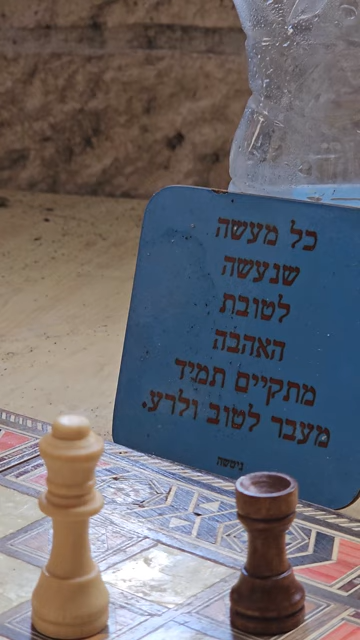 כל מעשה
שנעשה
לטובת
האהבה
מתקיים תמיד
מעבר לטוב ולרע.
ניטשה